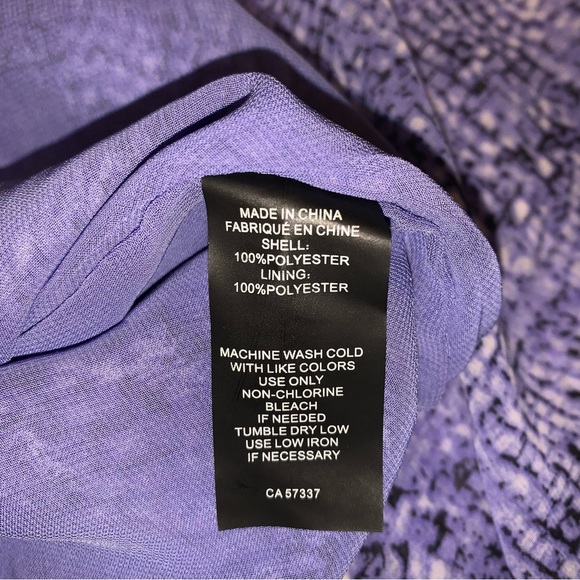 MADE IN CHINA
FABRIQUÉ EN CHINE
SHELL:
100%POLYESTER
LINING:
100%POLYESTER
MACHINE WASH COLD
WITH LIKE COLORS
USE ONLY
NON-CHLORINE
BLEACH
IF NEEDED
TUMBLE DRY LOW
USE LOW IRON
IF NECESSARY
CA 57337